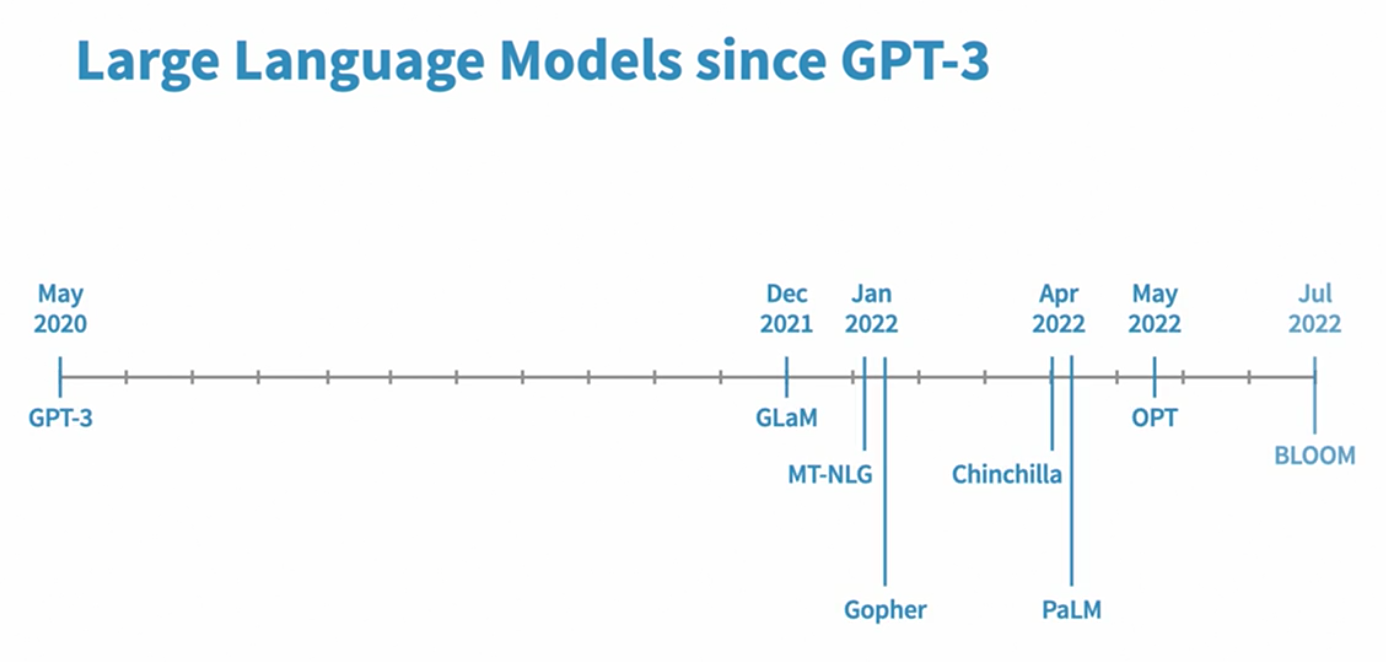 Large Language Models since GPT-3
May
2020
Dec
2021
Jan
2022
Apr
2022
May
2022
Jul
2022
GPT-3
GLaM
OPT
BLOOM
MT-NLG
Chinchilla
Gopher
PaLM